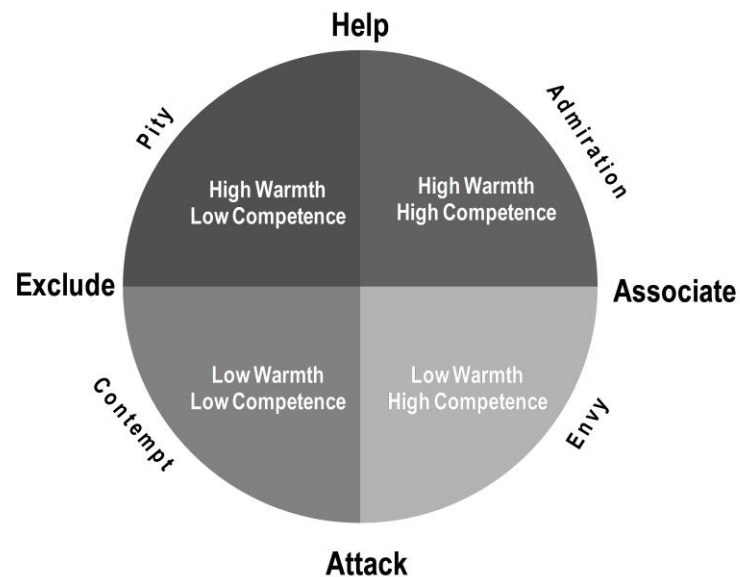 Help
Pity
Admiration
High Warmth
Low Competence
High Warmth
High Competence
Exclude
Associate
Low Warmth
Low Competence
Low Warmth
High Competence
Contempt
Envy
Attack